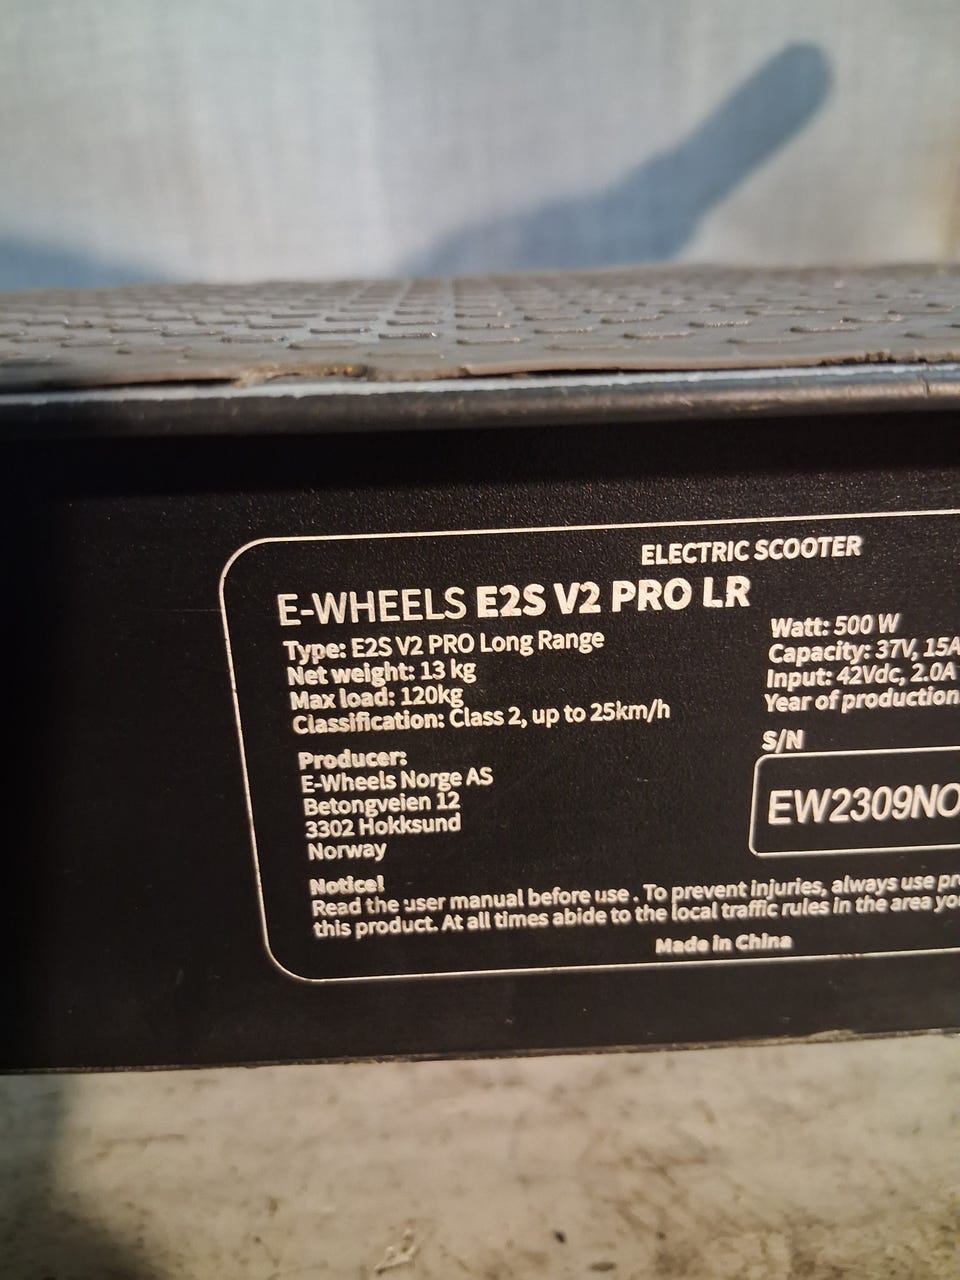 ELECTRIC SCOOTER
E-WHEELS E2S V2 PRO LR
Type: E2S V2 PRO Long Range
Net weight: 13 kg
Max load: 120kg
Classification: Class 2, up to 25km/h
Watt: 500 W
Capacity: 37V, 15A
Input: 42Vdc, 2.0A
Year of production
S/N
EW2309NO
Producer:
E-Wheels Norge AS
Betongveien 12
3302 Hokksund
Norway
Notice!
Read the user manual before use . To prevent injuries, always use
this product. At all times abide to the local traffic rules in the area
Made in China